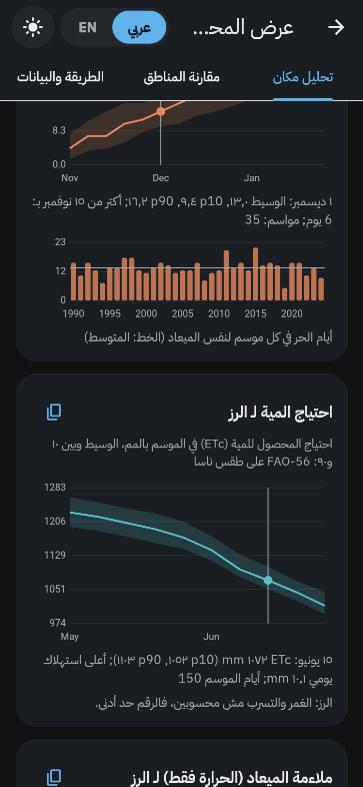 عرض المحـ...
عربي
EN
تحليل مكان
مقارنة المناطق
الطريقة والبيانات
8.3
0.0
Nov Dec Jan
١ ديسمبر: الوسيط ١٣٫٠, p10 ٩٫٤, p90 ١٦٫٢; أكتر من ١٥ نوفمبر بـ:
6 يوم; مواسم: 35
23
12
0
1990 1995 2000 2005 2010 2015 2020
أيام الحر في كل موسم لنفس الميعاد (الخط: المتوسط)
احتياج المية لـ الرز
احتياج المحصول للمية (ETc) في الموسم بالمم، الوسيط وبين ١٠
و٩٠: FAO-56 على طقس ناسا
1283
1206
1129
1051
974
May Jun
١٥ يونيو: ETc ١٠٧٢ mm (p10 ١٠٥٢, p90 ١١٠٣); أعلى استهلاك
يومي ١٠٫١ mm; أيام الموسم 150
الرز: الغمر والتسرب مش محسوبين، فالرقم حد أدنى.
ملاءمة الميعاد (الحرارة فقط) لـ الرز